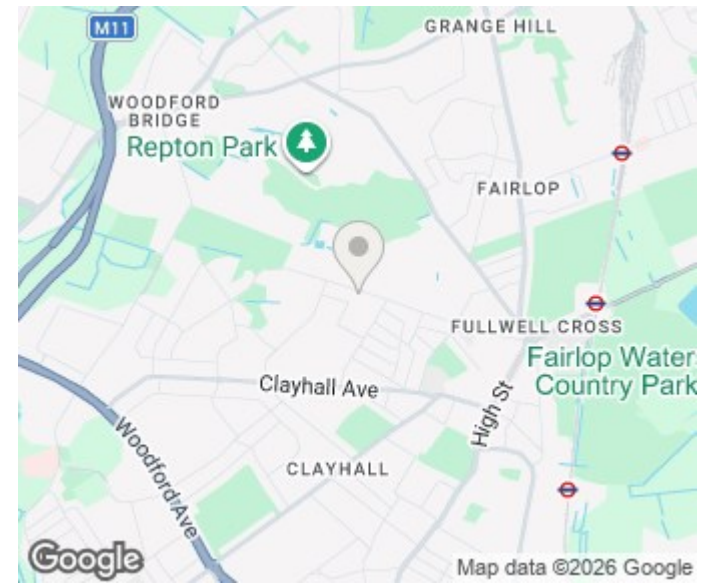 M11
GRANGE HILL
WOODFORD
BRIDGE
Repton Park
FAIRLOP
FULLWELL CROSS
Fairlop Water
Country Park
Clayhall Ave
High St
Woodford Ave
CLAYHALL
Google
Map data ©2026 Google